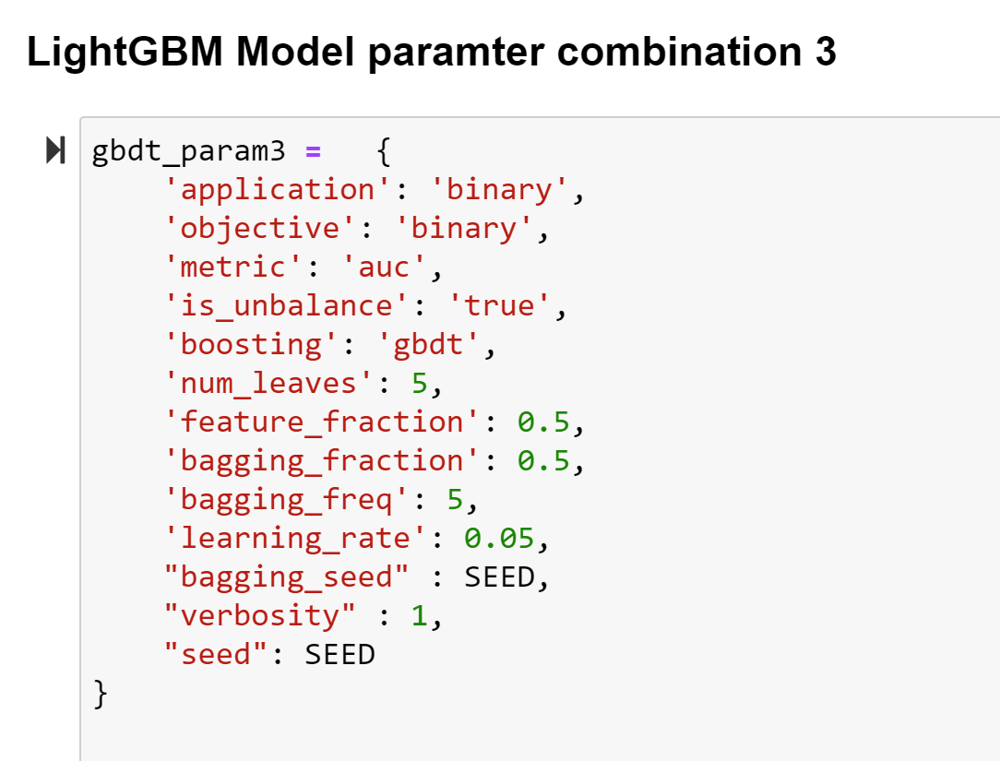 LightGBM Model paramter combination 3
gbdt_param3 =   {
    'application': 'binary',
    'objective': 'binary',
    'metric': 'auc',
    'is_unbalance': 'true',
    'boosting': 'gbdt',
    'num_leaves': 5,
    'feature_fraction': 0.5,
    'bagging_fraction': 0.5,
    'bagging_freq': 5,
    'learning_rate': 0.05,
    "bagging_seed" : SEED,
    "verbosity" : 1,
    "seed": SEED
}